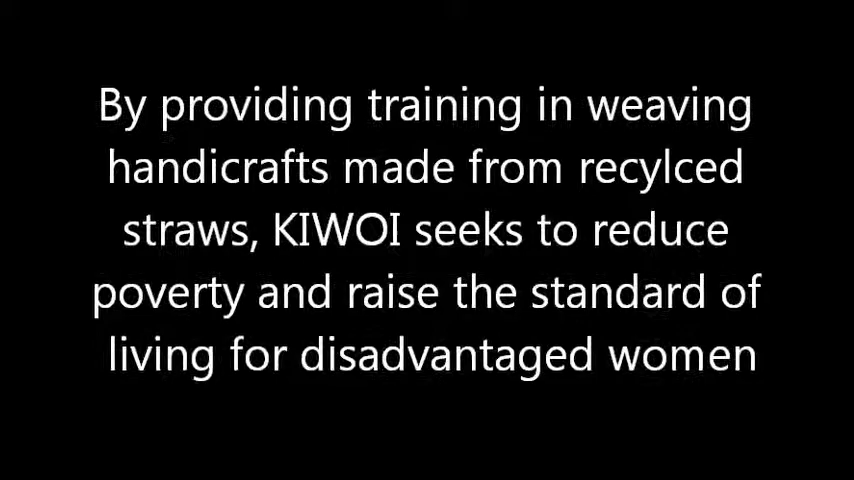 By providing training in weaving
handicrafts made from recylced
straws, KIWOI seeks to reduce
poverty and raise the standard of
living for disadvantaged women